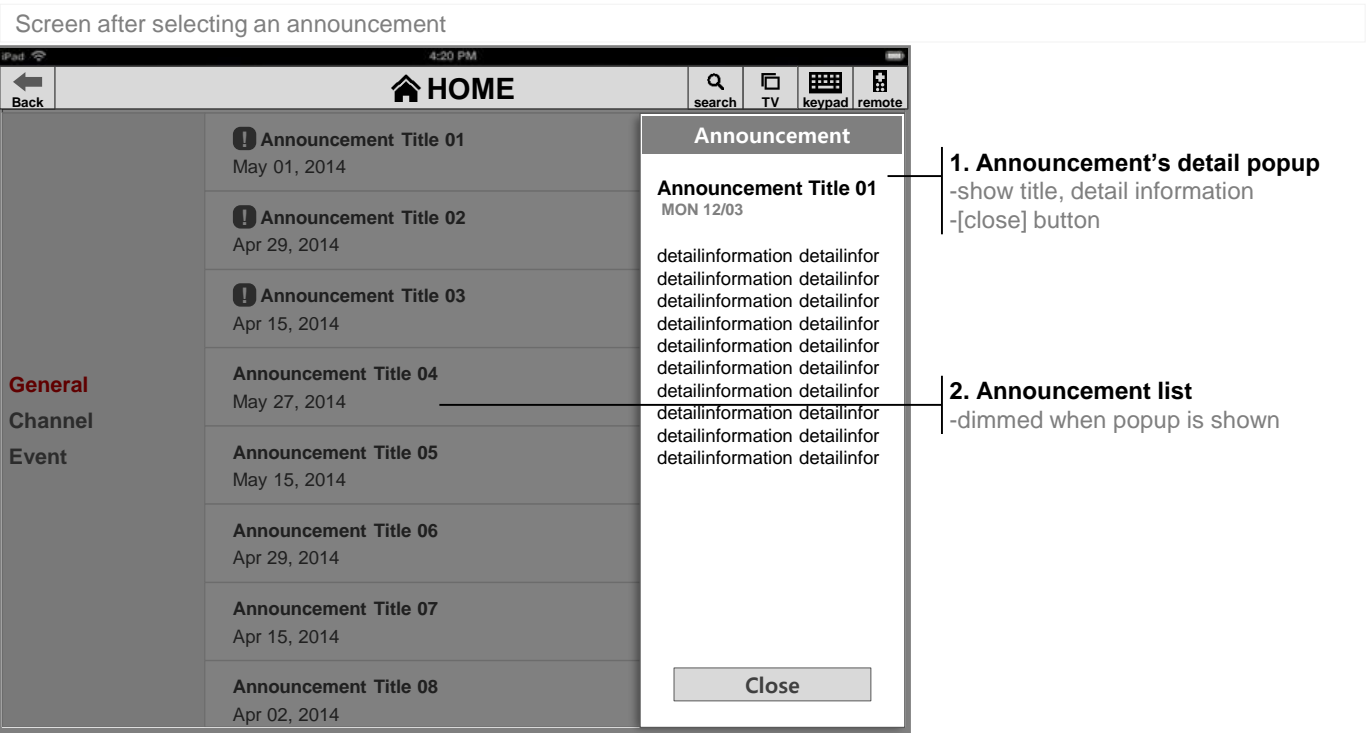 Screen after selecting an announcement
iPad 4:20 PM
Back
HOME
search TV keypad remote
General
Channel
Event
! Announcement Title 01
May 01, 2014
! Announcement Title 02
Apr 29, 2014
! Announcement Title 03
Apr 15, 2014
Announcement Title 04
May 27, 2014
Announcement Title 05
May 15, 2014
Announcement Title 06
Apr 29, 2014
Announcement Title 07
Apr 15, 2014
Announcement Title 08
Apr 02, 2014
Announcement
Announcement Title 01
MON 12/03
detailinformation detailinfor
detailinformation detailinfor
detailinformation detailinfor
detailinformation detailinfor
detailinformation detailinfor
detailinformation detailinfor
detailinformation detailinfor
detailinformation detailinfor
detailinformation detailinfor
detailinformation detailinfor
Close
1. Announcement's detail popup
-show title, detail information
-[close] button
2. Announcement list
-dimmed when popup is shown